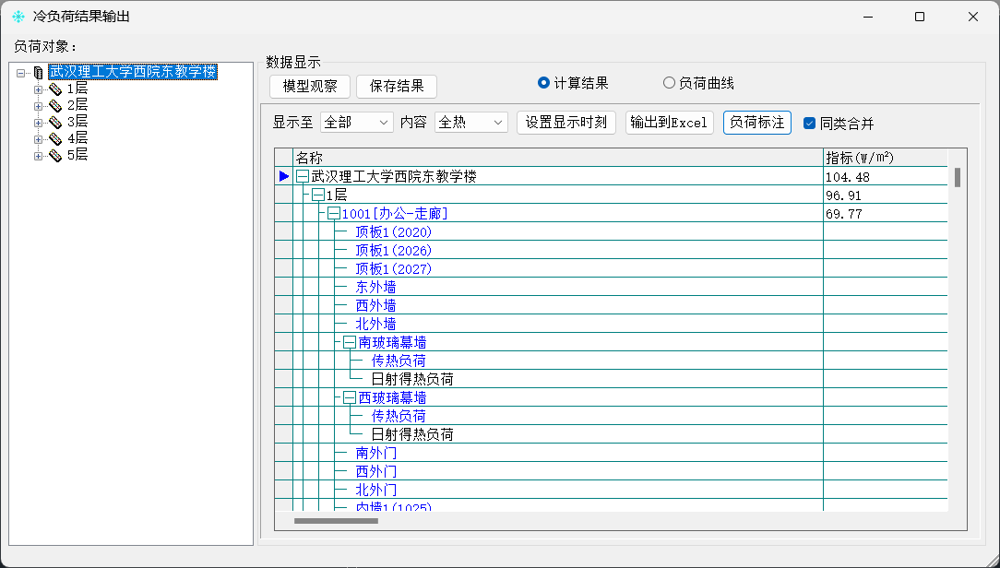 冷负荷结果输出
负荷对象：
武汉理工大学西院东教学楼
1层
2层
3层
4层
5层
数据显示
模型观察 保存结果 计算结果 负荷曲线
显示至 全部 内容 全热 设置显示时刻 输出到Excel 负荷标注 同类合并
名称 指标(W/m²)
武汉理工大学西院东教学楼 104.48
1层 96.91
1001[办公-走廊] 69.77
顶板1(2020)
顶板1(2026)
顶板1(2027)
东外墙
西外墙
北外墙
南玻璃幕墙
传热负荷
日射得热负荷
西玻璃幕墙
传热负荷
日射得热负荷
南外门
西外门
北外门
内墙1(1025)